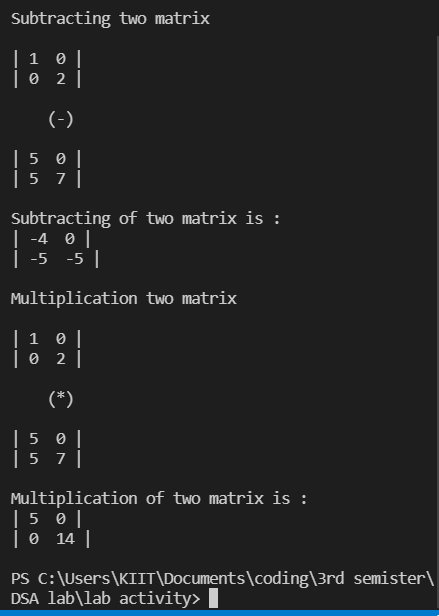 Subtracting two matrix
| 1  0 |
| 0  2 |
(-)
| 5  0 |
| 5  7 |
Subtracting of two matrix is :
| -4  0 |
| -5  -5 |
Multiplication two matrix
| 1  0 |
| 0  2 |
(*)
| 5  0 |
| 5  7 |
Multiplication of two matrix is :
| 5  0 |
| 0  14 |
PS C:\Users\KIIT\Documents\coding\3rd semister\
DSA lab\lab activity>